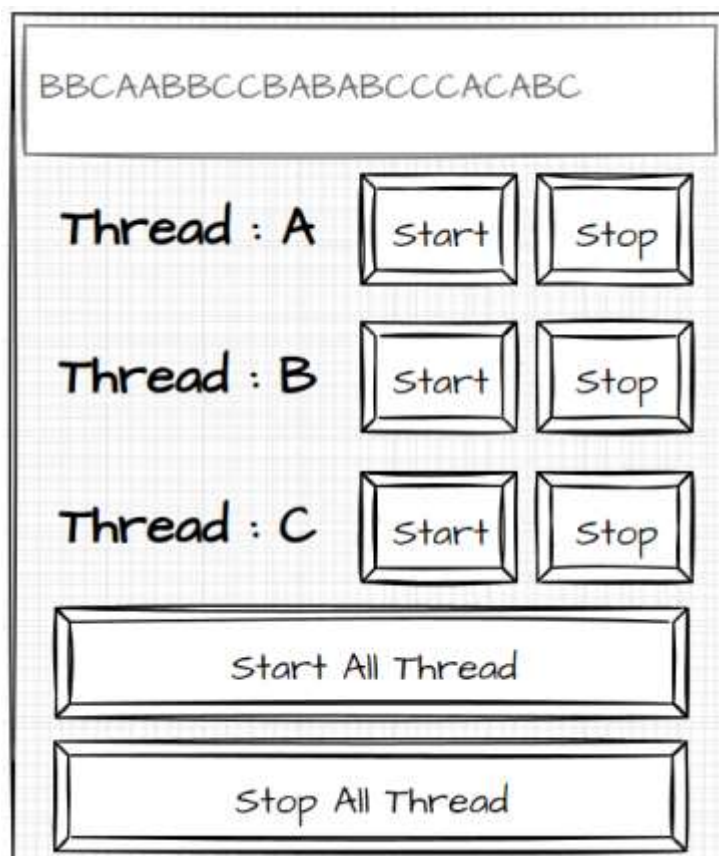 BBCAABBCCBABABCCCACABC
Thread : A Start Stop
Thread : B Start Stop
Thread : C Start Stop
Start All Thread
Stop All Thread